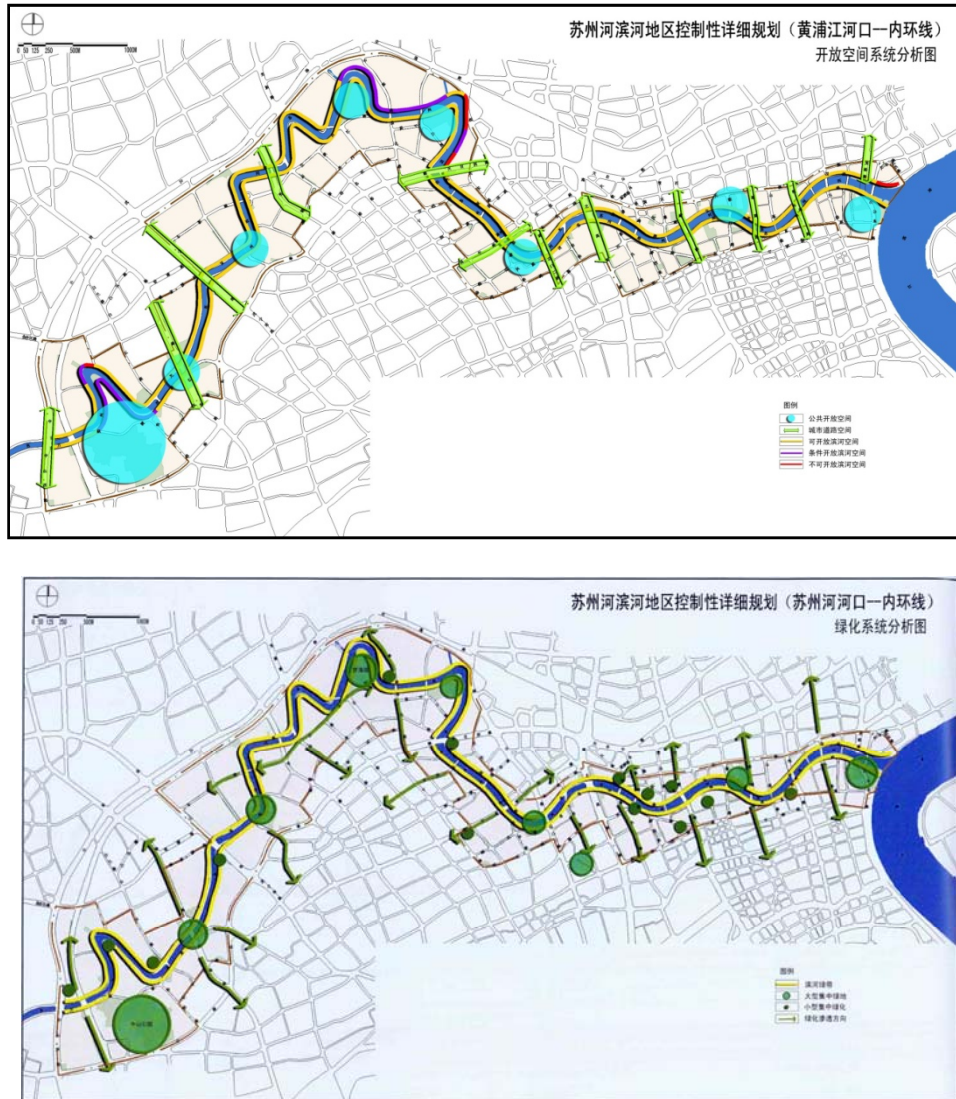 苏州河滨河地区控制性详细规划（黄浦江河口--内环线）
开放空间系统分析图
0 50 125 250 500M 1000M
图例
公共开放空间
城市道路空间
可开放滨河空间
条件开放滨河空间
不可开放滨河空间
苏州河滨河地区控制性详细规划（苏州河河口--内环线）
绿化系统分析图
0 50 125 250 500M 1000M
图例
滨河绿带
大型集中绿地
小型集中绿化
绿化渗透方向